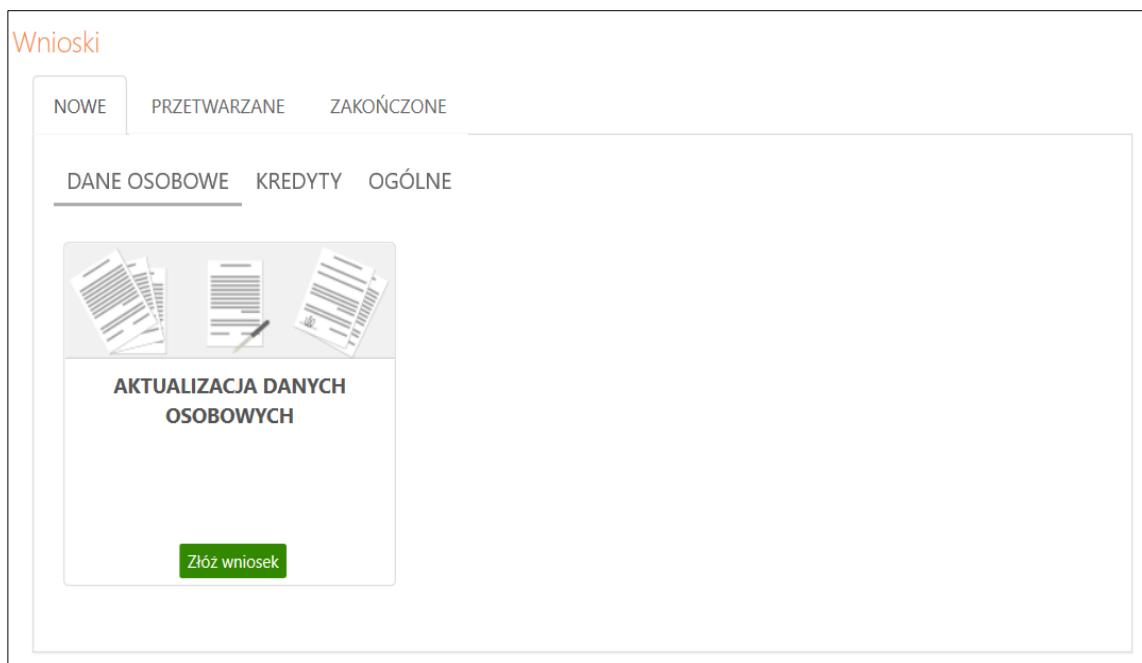 Wnioski
NOWE PRZETWARZANE ZAKOŃCZONE
DANE OSOBOWE KREDYTY OGÓLNE
AKTUALIZACJA DANYCH
OSOBOWYCH
Złóż wniosek